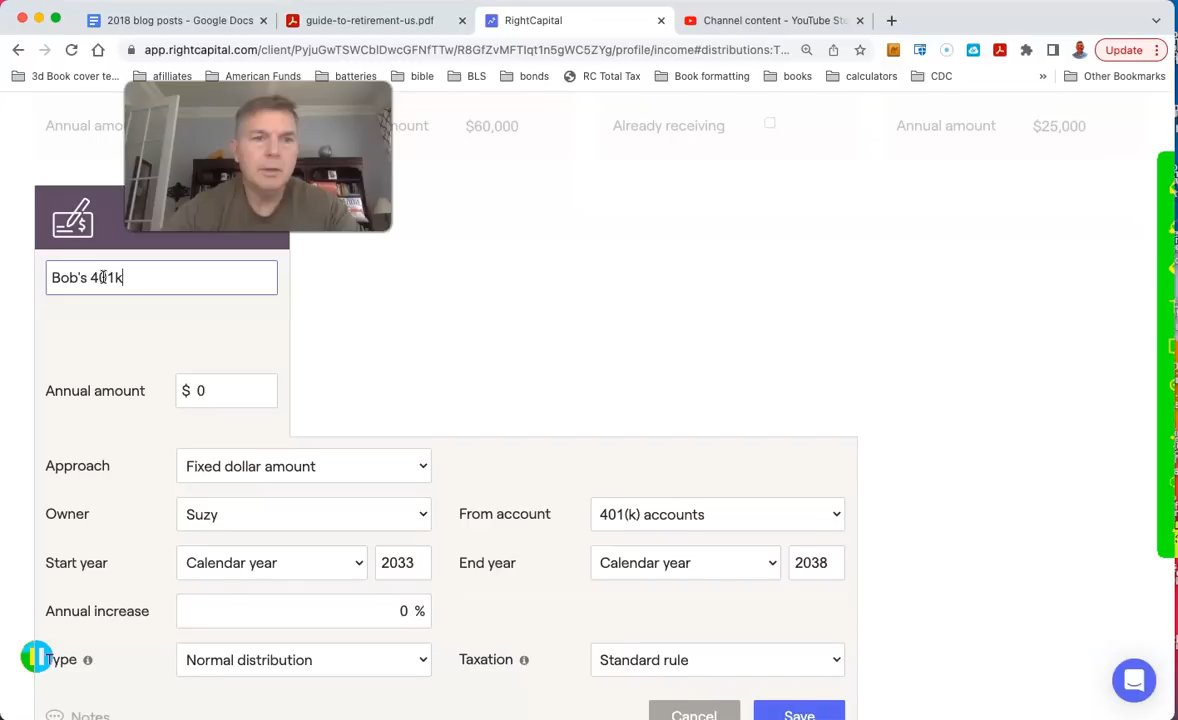 2018 blog posts - Google Docs
guide-to-retirement-us.pdf
RightCapital
Channel content - YouTube St
app.rightcapital.com/client/PyjuGwTSWCbIDwcGFNfTTw/R8GfZvMFTIqt1n5gWC5ZYg/profile/income#distributions:T...
Update
3d Book cover te...
afilliates
American Funds
batteries
bible
BLS
bonds
RC Total Tax
Book formatting
books
calculators
CDC
»
Other Bookmarks
Annual amou
mount $60,000
Already receiving
Annual amount $25,000
Bob's 401k
Annual amount $ 0
Approach Fixed dollar amount
Owner Suzy From account 401(k) accounts
Start year Calendar year 2033 End year Calendar year 2038
Annual increase 0 %
Type Normal distribution Taxation Standard rule
Notes Cancel Save